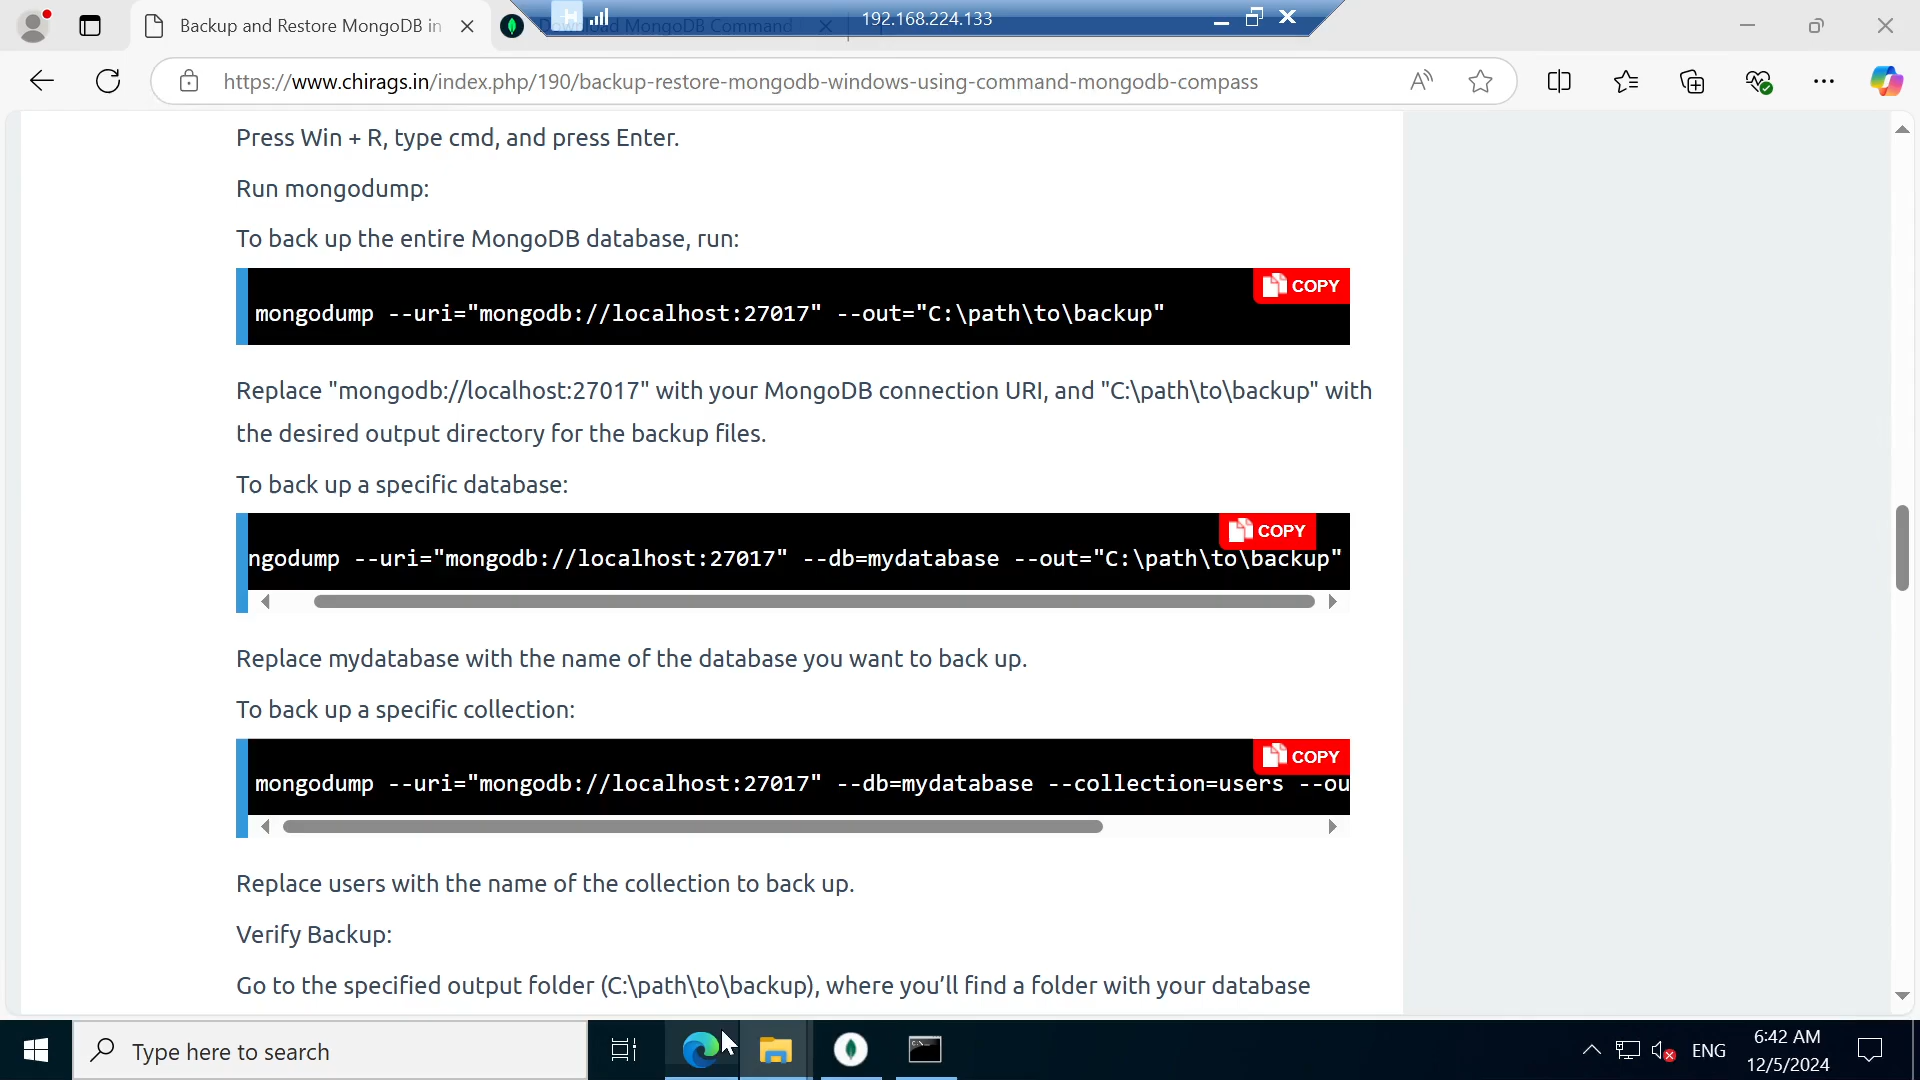 Backup and Restore MongoDB in
Download MongoDB Command
192.168.224.133
https://www.chirags.in/index.php/190/backup-restore-mongodb-windows-using-command-mongodb-compass
Press Win + R, type cmd, and press Enter.
Run mongodump:
To back up the entire MongoDB database, run:
COPY
mongodump --uri="mongodb://localhost:27017" --out="C:\path\to\backup"
Replace "mongodb://localhost:27017" with your MongoDB connection URI, and "C:\path\to\backup" with
the desired output directory for the backup files.
To back up a specific database:
COPY
ngodump --uri="mongodb://localhost:27017" --db=mydatabase --out="C:\path\to\backup"
Replace mydatabase with the name of the database you want to back up.
To back up a specific collection:
COPY
mongodump --uri="mongodb://localhost:27017" --db=mydatabase --collection=users --ou
Replace users with the name of the collection to back up.
Verify Backup:
Go to the specified output folder (C:\path\to\backup), where you’ll find a folder with your database
Type here to search
ENG
6:42 AM
12/5/2024